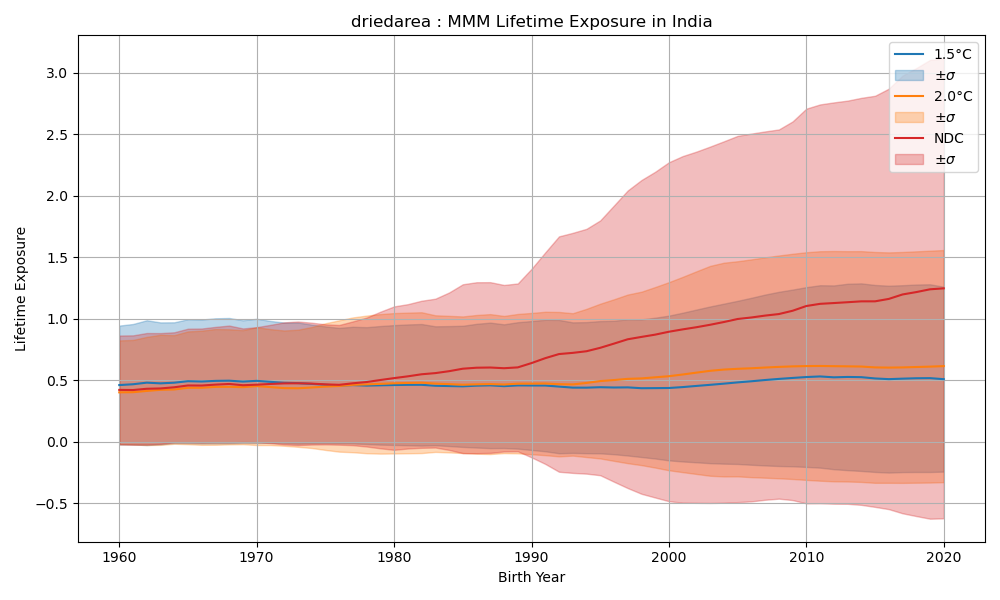 driedarea : MMM Lifetime Exposure in India
Lifetime Exposure
3.0
2.5
2.0
1.5
1.0
0.5
0.0
−0.5
1960
1970
1980
1990
2000
2010
2020
Birth Year
1.5°C
±σ
2.0°C
±σ
NDC
±σ